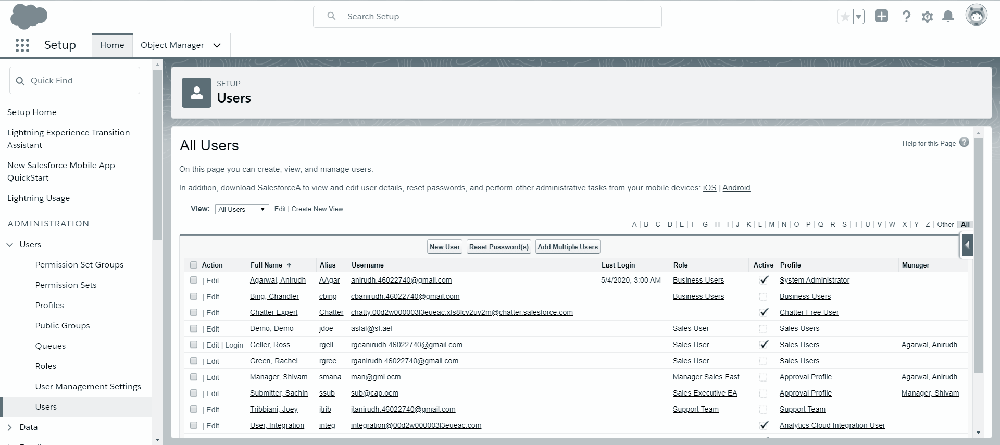 Search Setup
Setup
Home
Object Manager
Quick Find
Setup Home
Lightning Experience Transition
Assistant
New Salesforce Mobile App
QuickStart
Lightning Usage
ADMINISTRATION
Users
Permission Set Groups
Permission Sets
Profiles
Public Groups
Queues
Roles
User Management Settings
Users
Data
SETUP
Users
All Users
Help for this Page ?
On this page you can create, view, and manage users.
In addition, download SalesforceA to view and edit user details, reset passwords, and perform other administrative tasks from your mobile devices: iOS | Android
View: All Users Edit | Create New View
A | B | C | D | E | F | G | H | I | J | K | L | M | N | O | P | Q | R | S | T | U | V | W | X | Y | Z | Other | All
New User Reset Password(s) Add Multiple Users
Action Full Name Alias Username Last Login Role Active Profile Manager
| Edit Agarwal, Anirudh AAgar anirudh.46022740@gmail.com 5/4/2020, 3:00 AM Business Users System Administrator
| Edit Bing, Chandler cbing cbanirudh.46022740@gmail.com Business Users Business Users
| Edit Chatter Expert Chatter chatty.00d2w000003l3eueac.xfs8lcv2uv2m@chatter.salesforce.com Chatter Free User
| Edit Demo, Demo jdoe asfaf@sf.aef Sales User Sales Users
| Edit | Login Geller, Ross rgell rgeanirudh.46022740@gmail.com Sales User Sales Users Agarwal, Anirudh
| Edit Green, Rachel rgree rganirudh.46022740@gmail.com Sales User Sales Users
| Edit Manager, Shivam smana man@gmi.ocm Manager Sales East Approval Profile Agarwal, Anirudh
| Edit Submitter, Sachin ssub sub@cap.ocm Sales Executive EA Approval Profile Manager, Shivam
| Edit Tribbiani, Joey jtrib jtanirudh.46022740@gmail.com Support Team Support Team
| Edit User, Integration integ integration@00d2w000003l3eueac.com Analytics Cloud Integration User